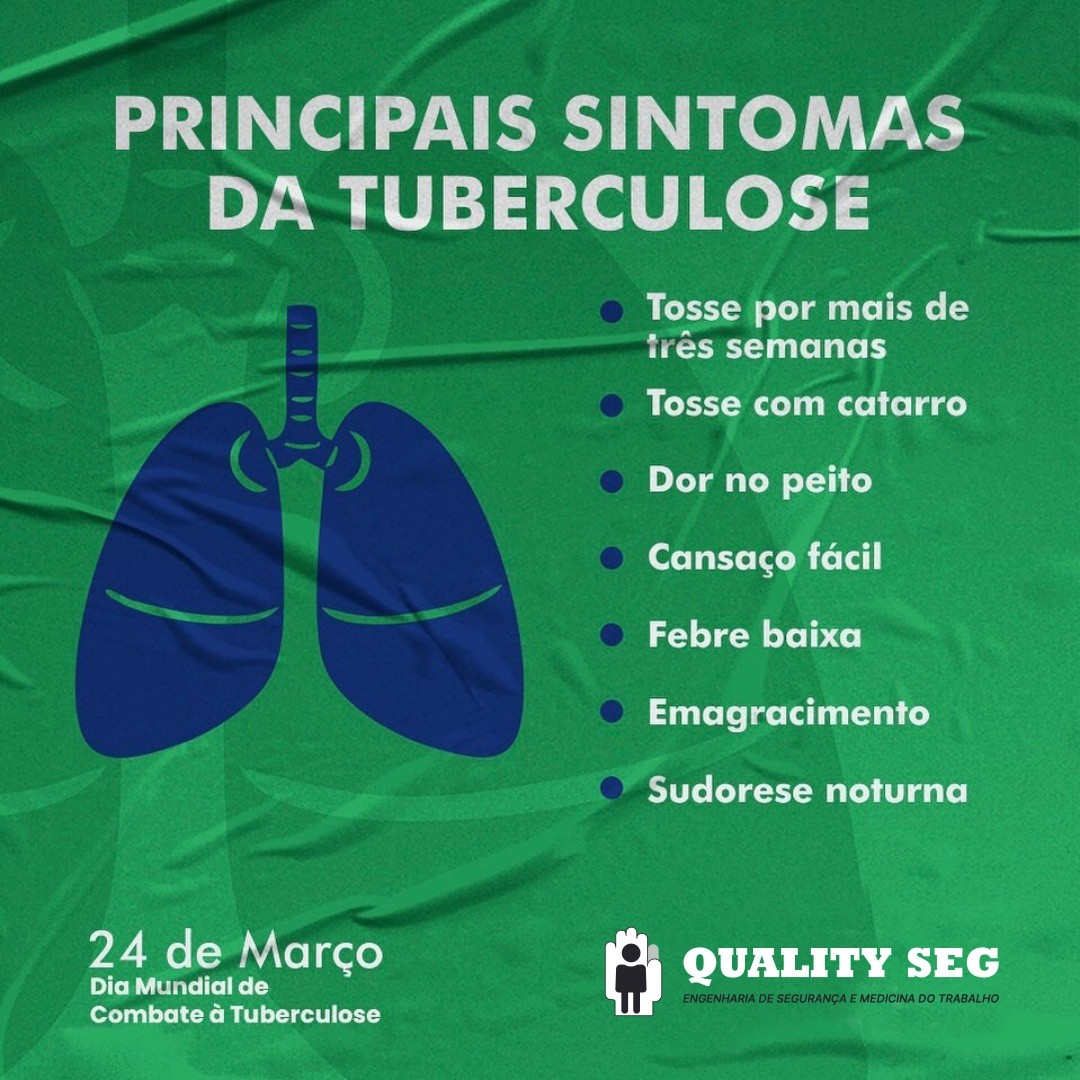 PRINCIPAIS SINTOMAS
DA TUBERCULOSE
Tosse por mais de
três semanas
Tosse com catarro
Dor no peito
Cansaço fácil
Febre baixa
Emagracimento
Sudorese noturna
24 de Março
Dia Mundial de
Combate à Tuberculose
QUALITY SEG
ENGENHARIA DE SEGURANÇA E MEDICINA DO TRABALHO